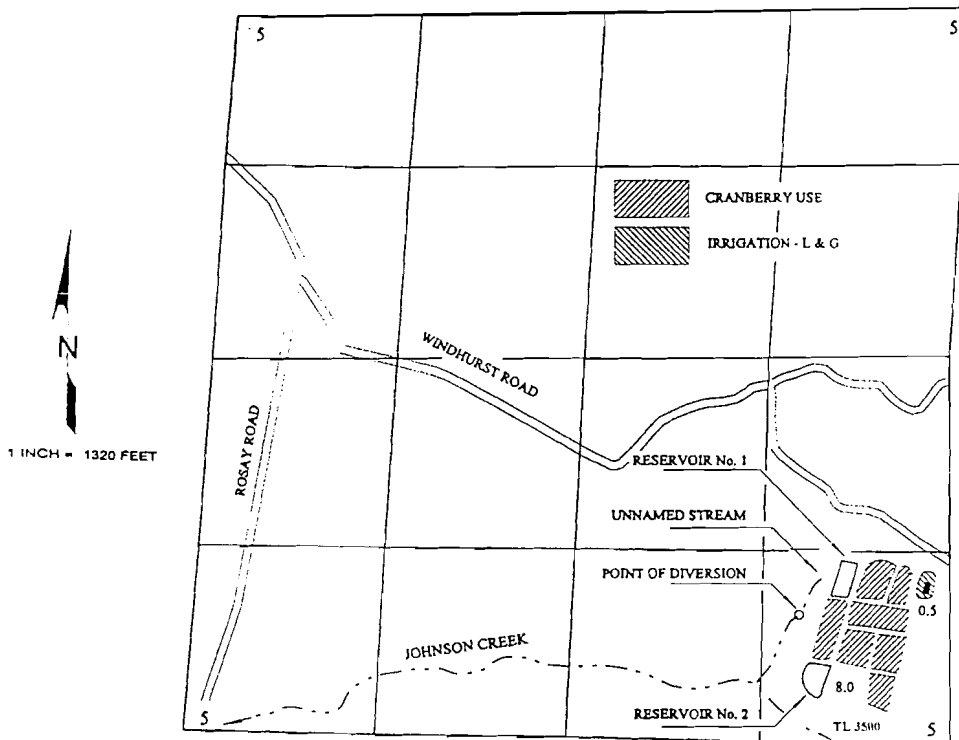 5
5
CRANBERRY USE
IRRIGATION - L & G
N
1 INCH = 1320 FEET
WINDHURST ROAD
ROSAY ROAD
RESERVOIR No. 1
UNNAMED STREAM
POINT OF DIVERSION
0.5
JOHNSON CREEK
8.0
RESERVOIR No. 2
TL 3500
5
5